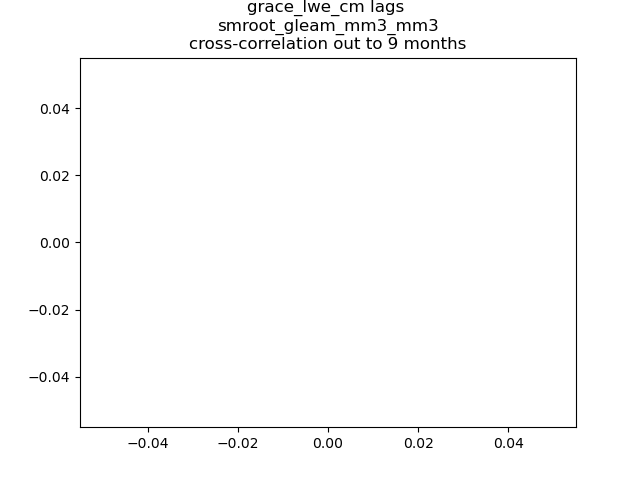 grace_lwe_cm lags
smroot_gleam_mm3_mm3
cross-correlation out to 9 months
0.04
0.02
0.00
−0.02
−0.04
−0.04 −0.02 0.00 0.02 0.04